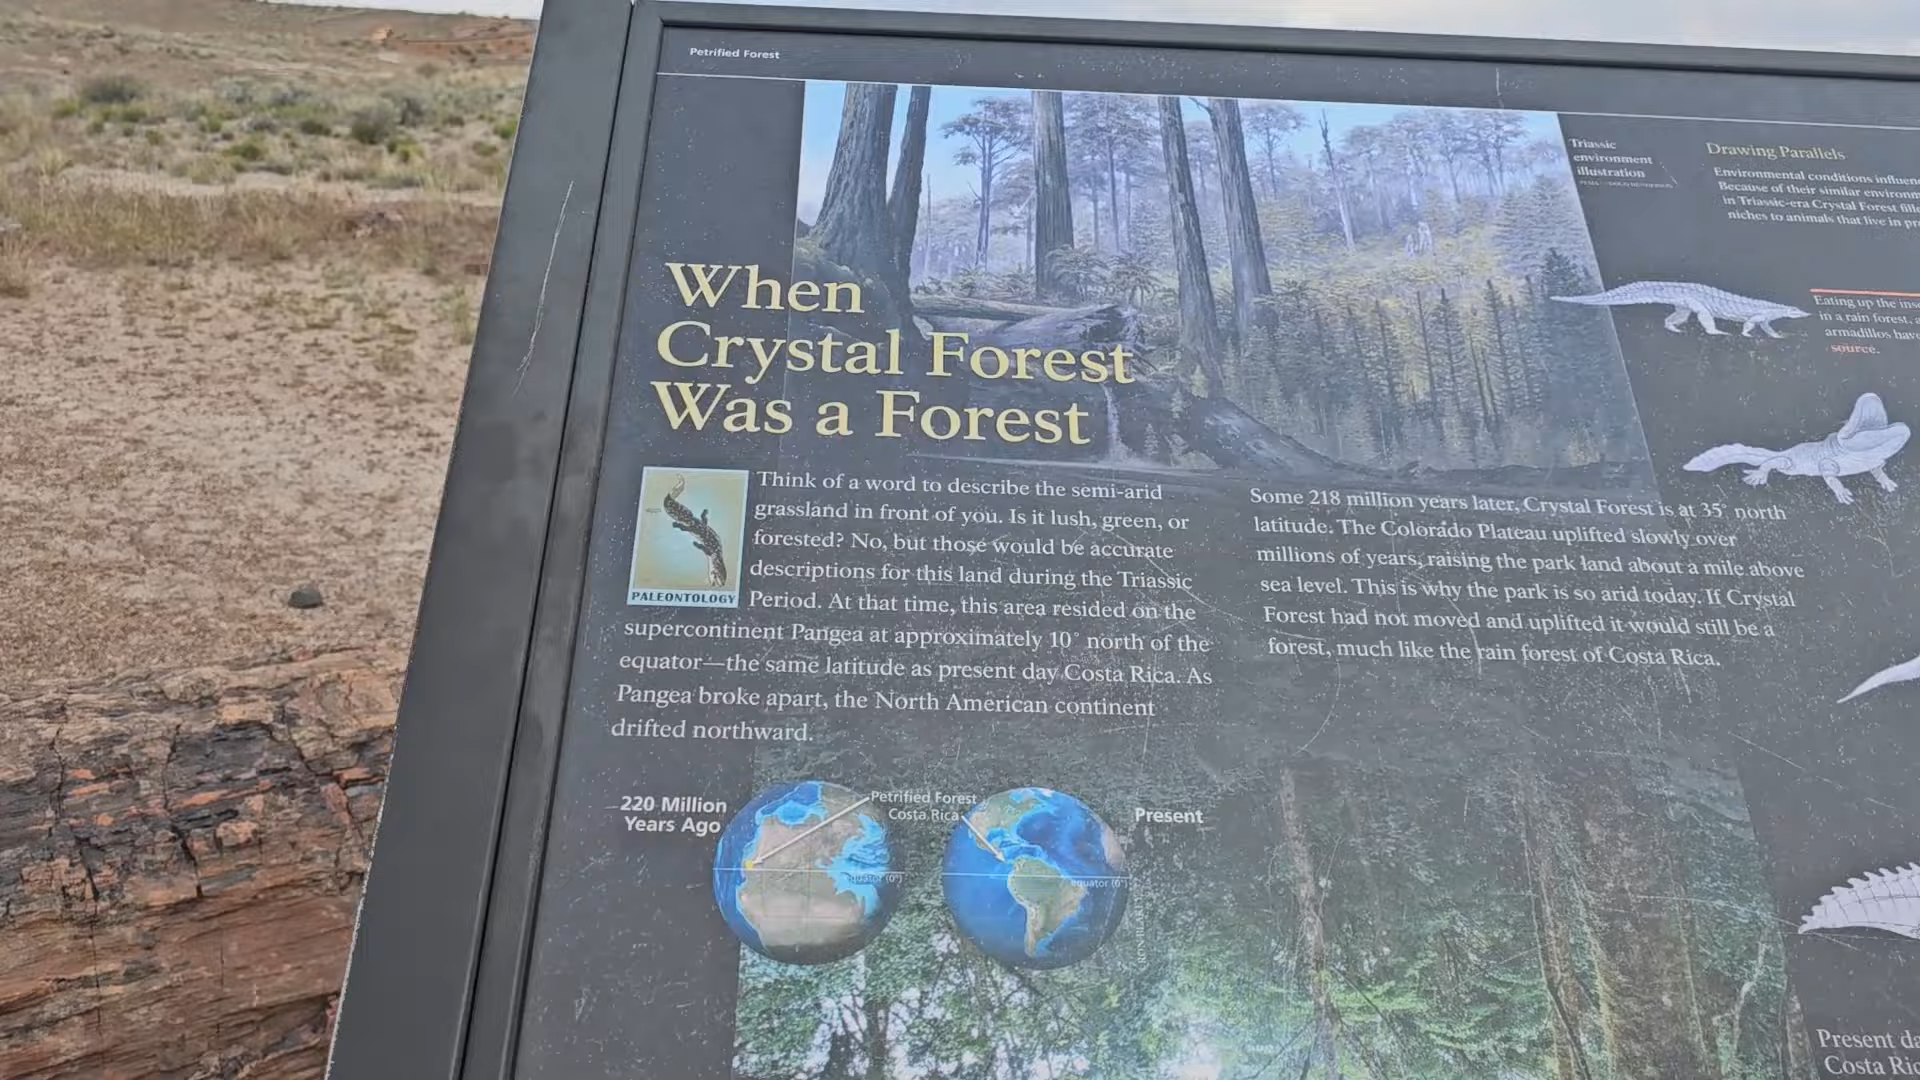 Petrified Forest
When
Crystal Forest
Was a Forest
PALEONTOLOGY
Think of a word to describe the semi-arid
grassland in front of you. Is it lush, green, or
forested? No, but those would be accurate
descriptions for this land during the Triassic
Period. At that time, this area resided on the
supercontinent Pangea at approximately 10° north of the
equator—the same latitude as present day Costa Rica. As
Pangea broke apart, the North American continent
drifted northward.
Some 218 million years later, Crystal Forest is at 35° north
latitude. The Colorado Plateau uplifted slowly over
millions of years, raising the park land about a mile above
sea level. This is why the park is so arid today. If Crystal
Forest had not moved and uplifted it would still be a
forest, much like the rain forest of Costa Rica.
220 Million
Years Ago
Petrified Forest
Costa Rica
equator (0°)
Present
equator (0°)
Triassic
environment
illustration
Drawing Parallels
Environmental conditions
Because of their similar
in Triassic-era Crystal Forest
niches to animals that live in
Eating up the
in a rain forest,
armadillos
source.
Present
Costa